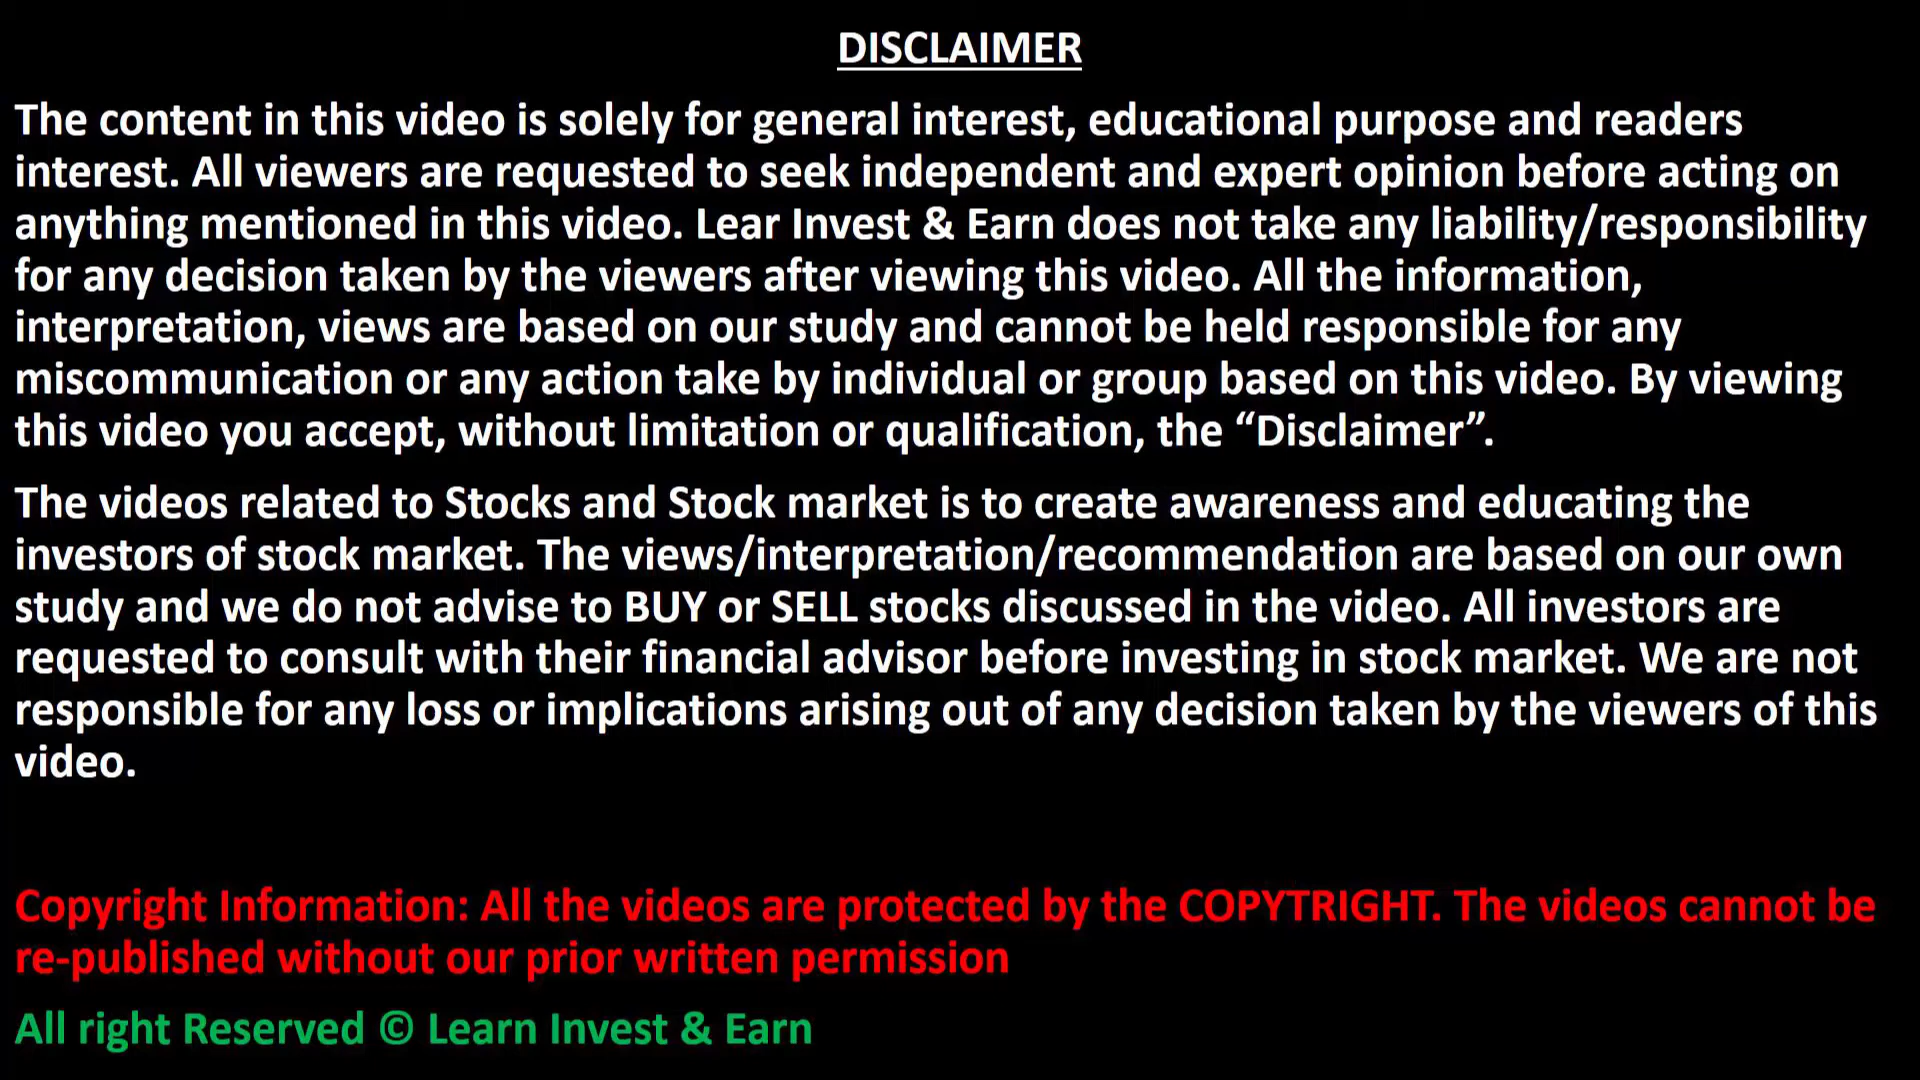 DISCLAIMER
The content in this video is solely for general interest, educational purpose and readers
interest. All viewers are requested to seek independent and expert opinion before acting on
anything mentioned in this video. Lear Invest & Earn does not take any liability/responsibility
for any decision taken by the viewers after viewing this video. All the information,
interpretation, views are based on our study and cannot be held responsible for any
miscommunication or any action take by individual or group based on this video. By viewing
this video you accept, without limitation or qualification, the “Disclaimer”.
The videos related to Stocks and Stock market is to create awareness and educating the
investors of stock market. The views/interpretation/recommendation are based on our own
study and we do not advise to BUY or SELL stocks discussed in the video. All investors are
requested to consult with their financial advisor before investing in stock market. We are not
responsible for any loss or implications arising out of any decision taken by the viewers of this
video.
Copyright Information: All the videos are protected by the COPYTRIGHT. The videos cannot be
re-published without our prior written permission
All right Reserved © Learn Invest & Earn